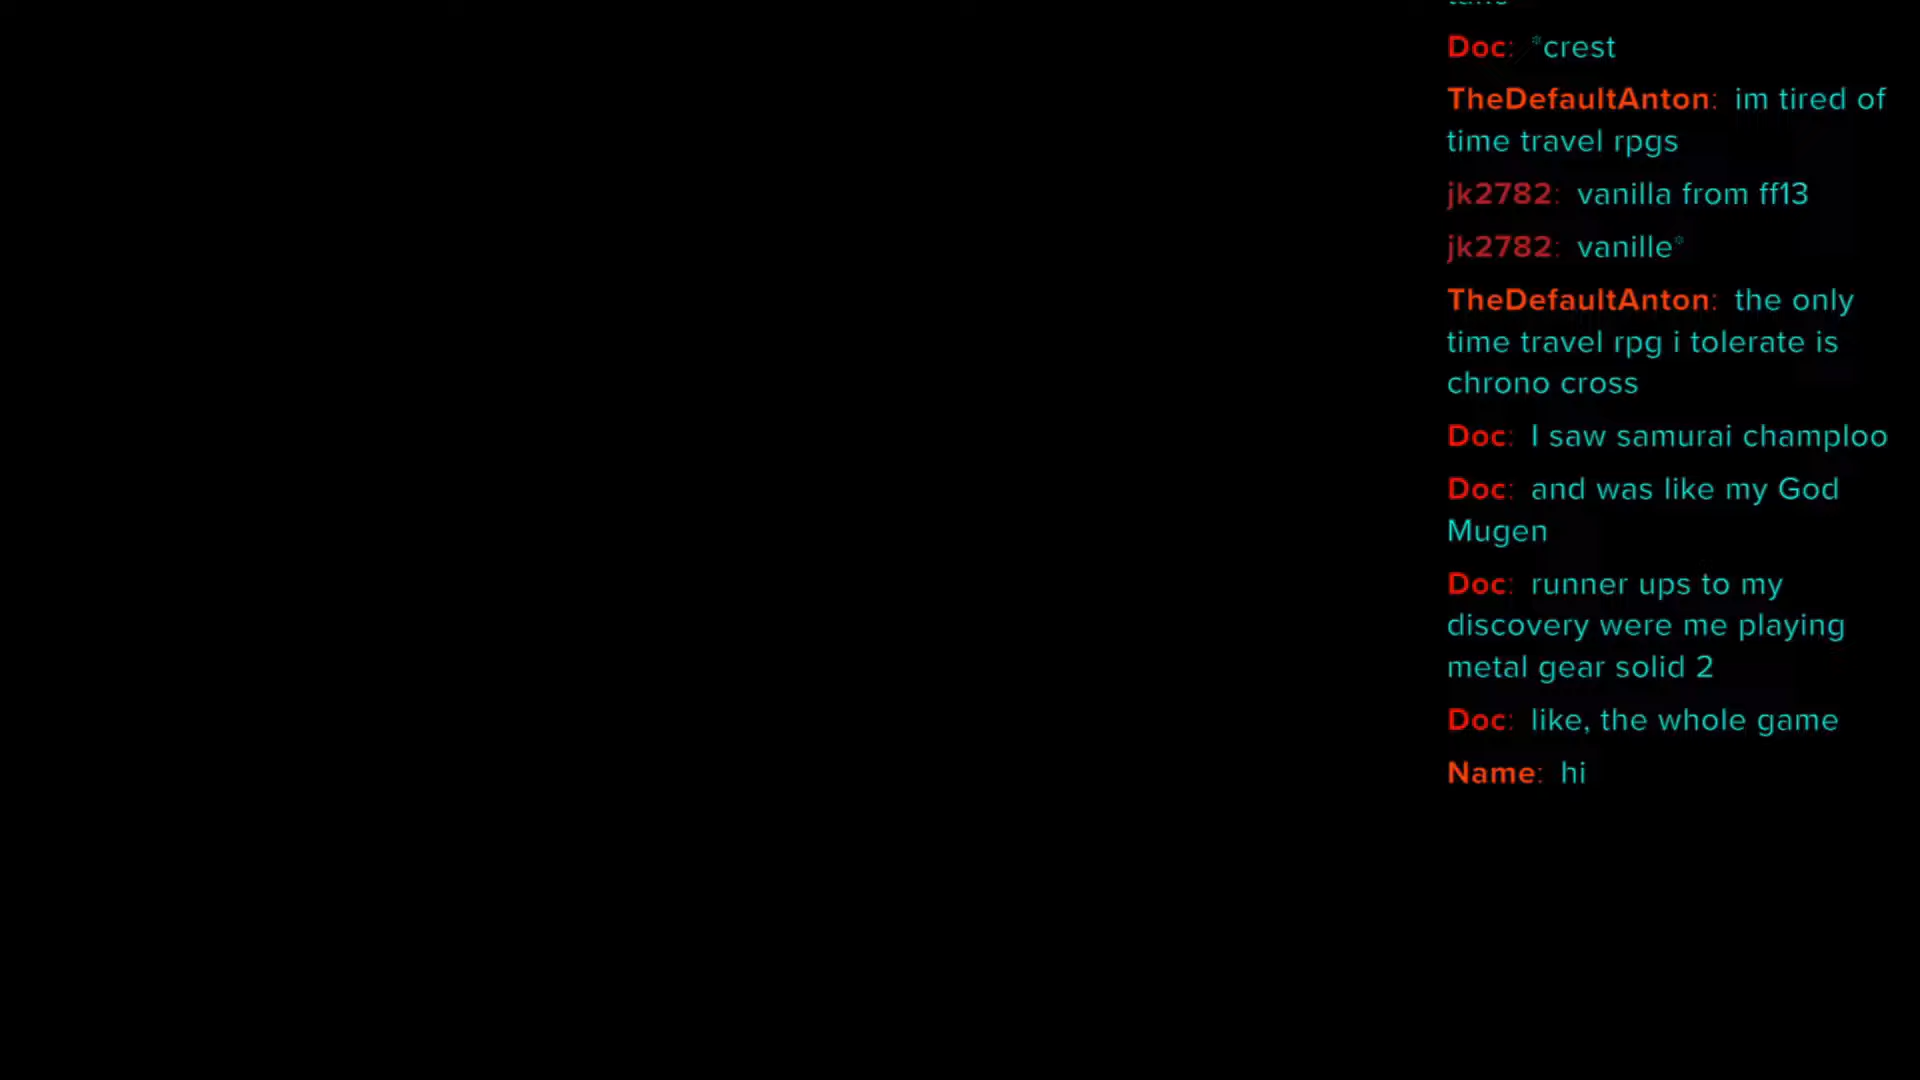 Doc: *crest
TheDefaultAnton: im tired of
time travel rpgs
jk2782: vanilla from ff13
jk2782: vanille*
TheDefaultAnton: the only
time travel rpg i tolerate is
chrono cross
Doc: I saw samurai champloo
Doc: and was like my God
Mugen
Doc: runner ups to my
discovery were me playing
metal gear solid 2
Doc: like, the whole game
Name: hi